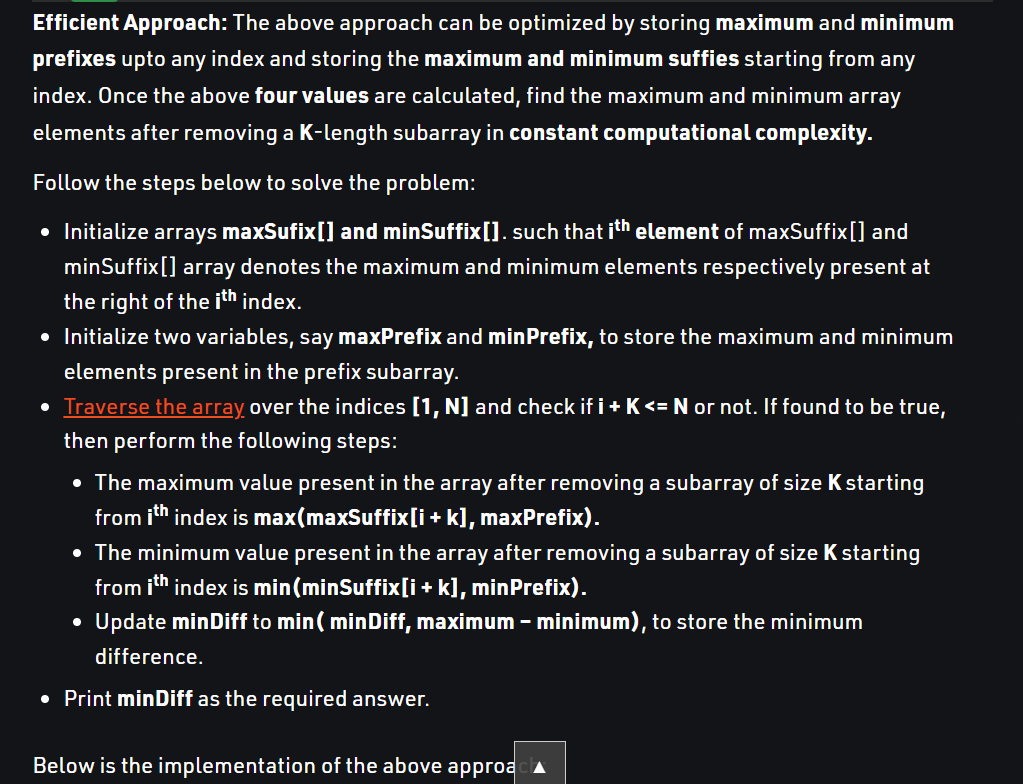 Efficient Approach: The above approach can be optimized by storing maximum and minimum
prefixes upto any index and storing the maximum and minimum suffies starting from any
index. Once the above four values are calculated, find the maximum and minimum array
elements after removing a K-length subarray in constant computational complexity.
Follow the steps below to solve the problem:
• Initialize arrays maxSufix[] and minSuffix[]. such that ith element of maxSuffix[] and
minSuffix[] array denotes the maximum and minimum elements respectively present at
the right of the ith index.
• Initialize two variables, say maxPrefix and minPrefix, to store the maximum and minimum
elements present in the prefix subarray.
• Traverse the array over the indices [1, N] and check if i + K <= N or not. If found to be true,
then perform the following steps:
• The maximum value present in the array after removing a subarray of size K starting
from ith index is max(maxSuffix[i + k], maxPrefix).
• The minimum value present in the array after removing a subarray of size K starting
from ith index is min(minSuffix[i + k], minPrefix).
• Update minDiff to min( minDiff, maximum – minimum), to store the minimum
difference.
• Print minDiff as the required answer.
Below is the implementation of the above